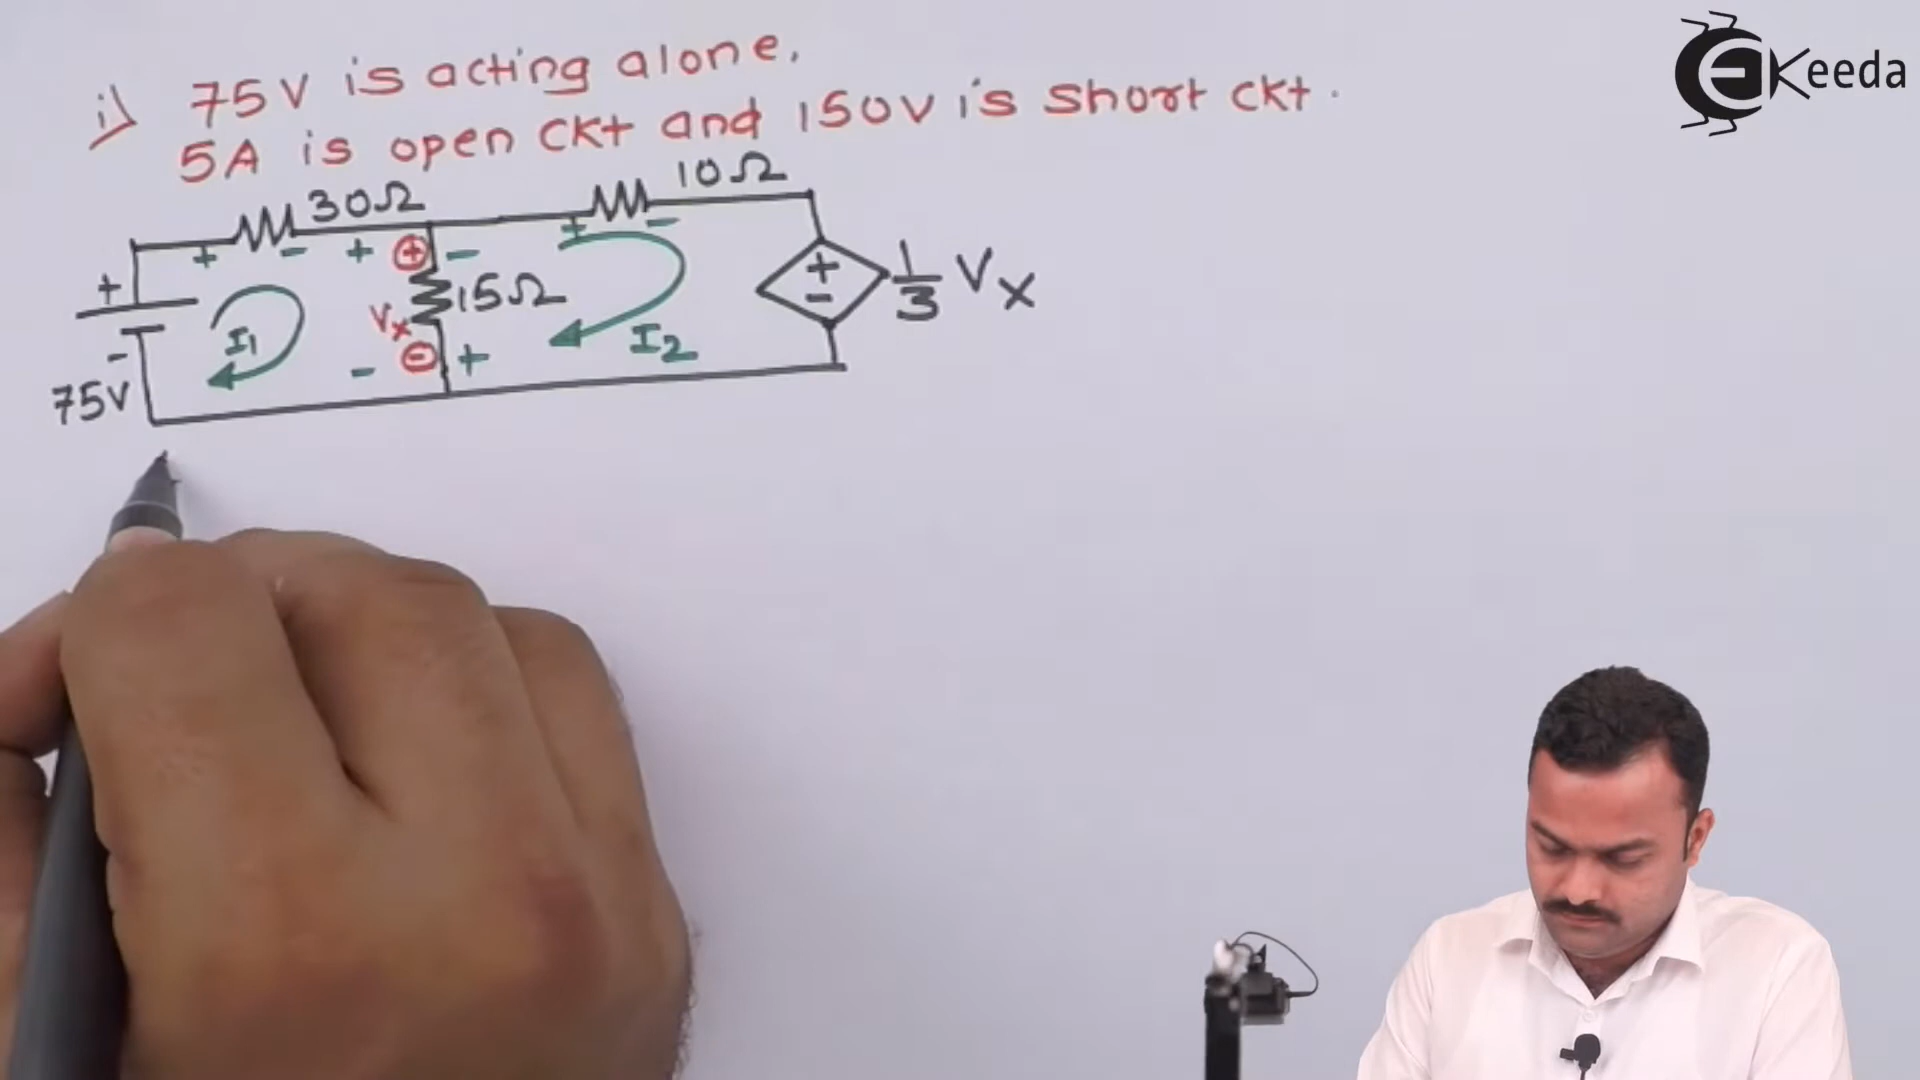 i) 75V is acting alone.
5A is open ckt and 150V is short ckt.
EKeeda
30Ω
10Ω
+ - + + - + -
+
15Ω
+
-
1/3 Vx
I1
Vx
I2
-
- - +
75V